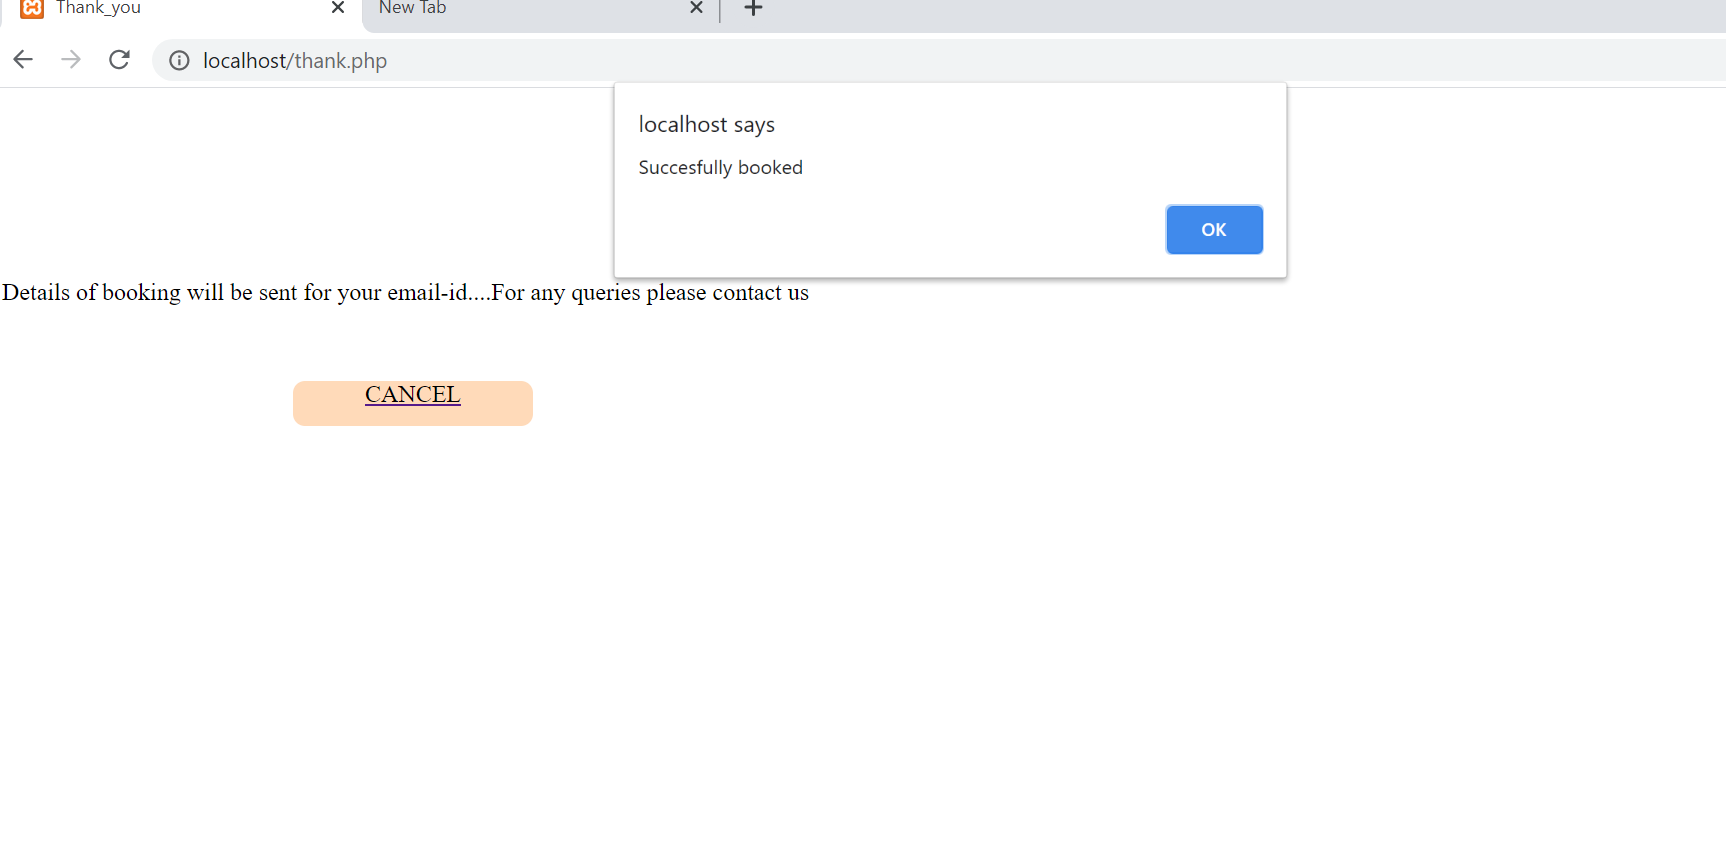 Thank_you
New Tab
localhost/thank.php
localhost says
Succesfully booked
OK
Details of booking will be sent for your email-id....For any queries please contact us
CANCEL